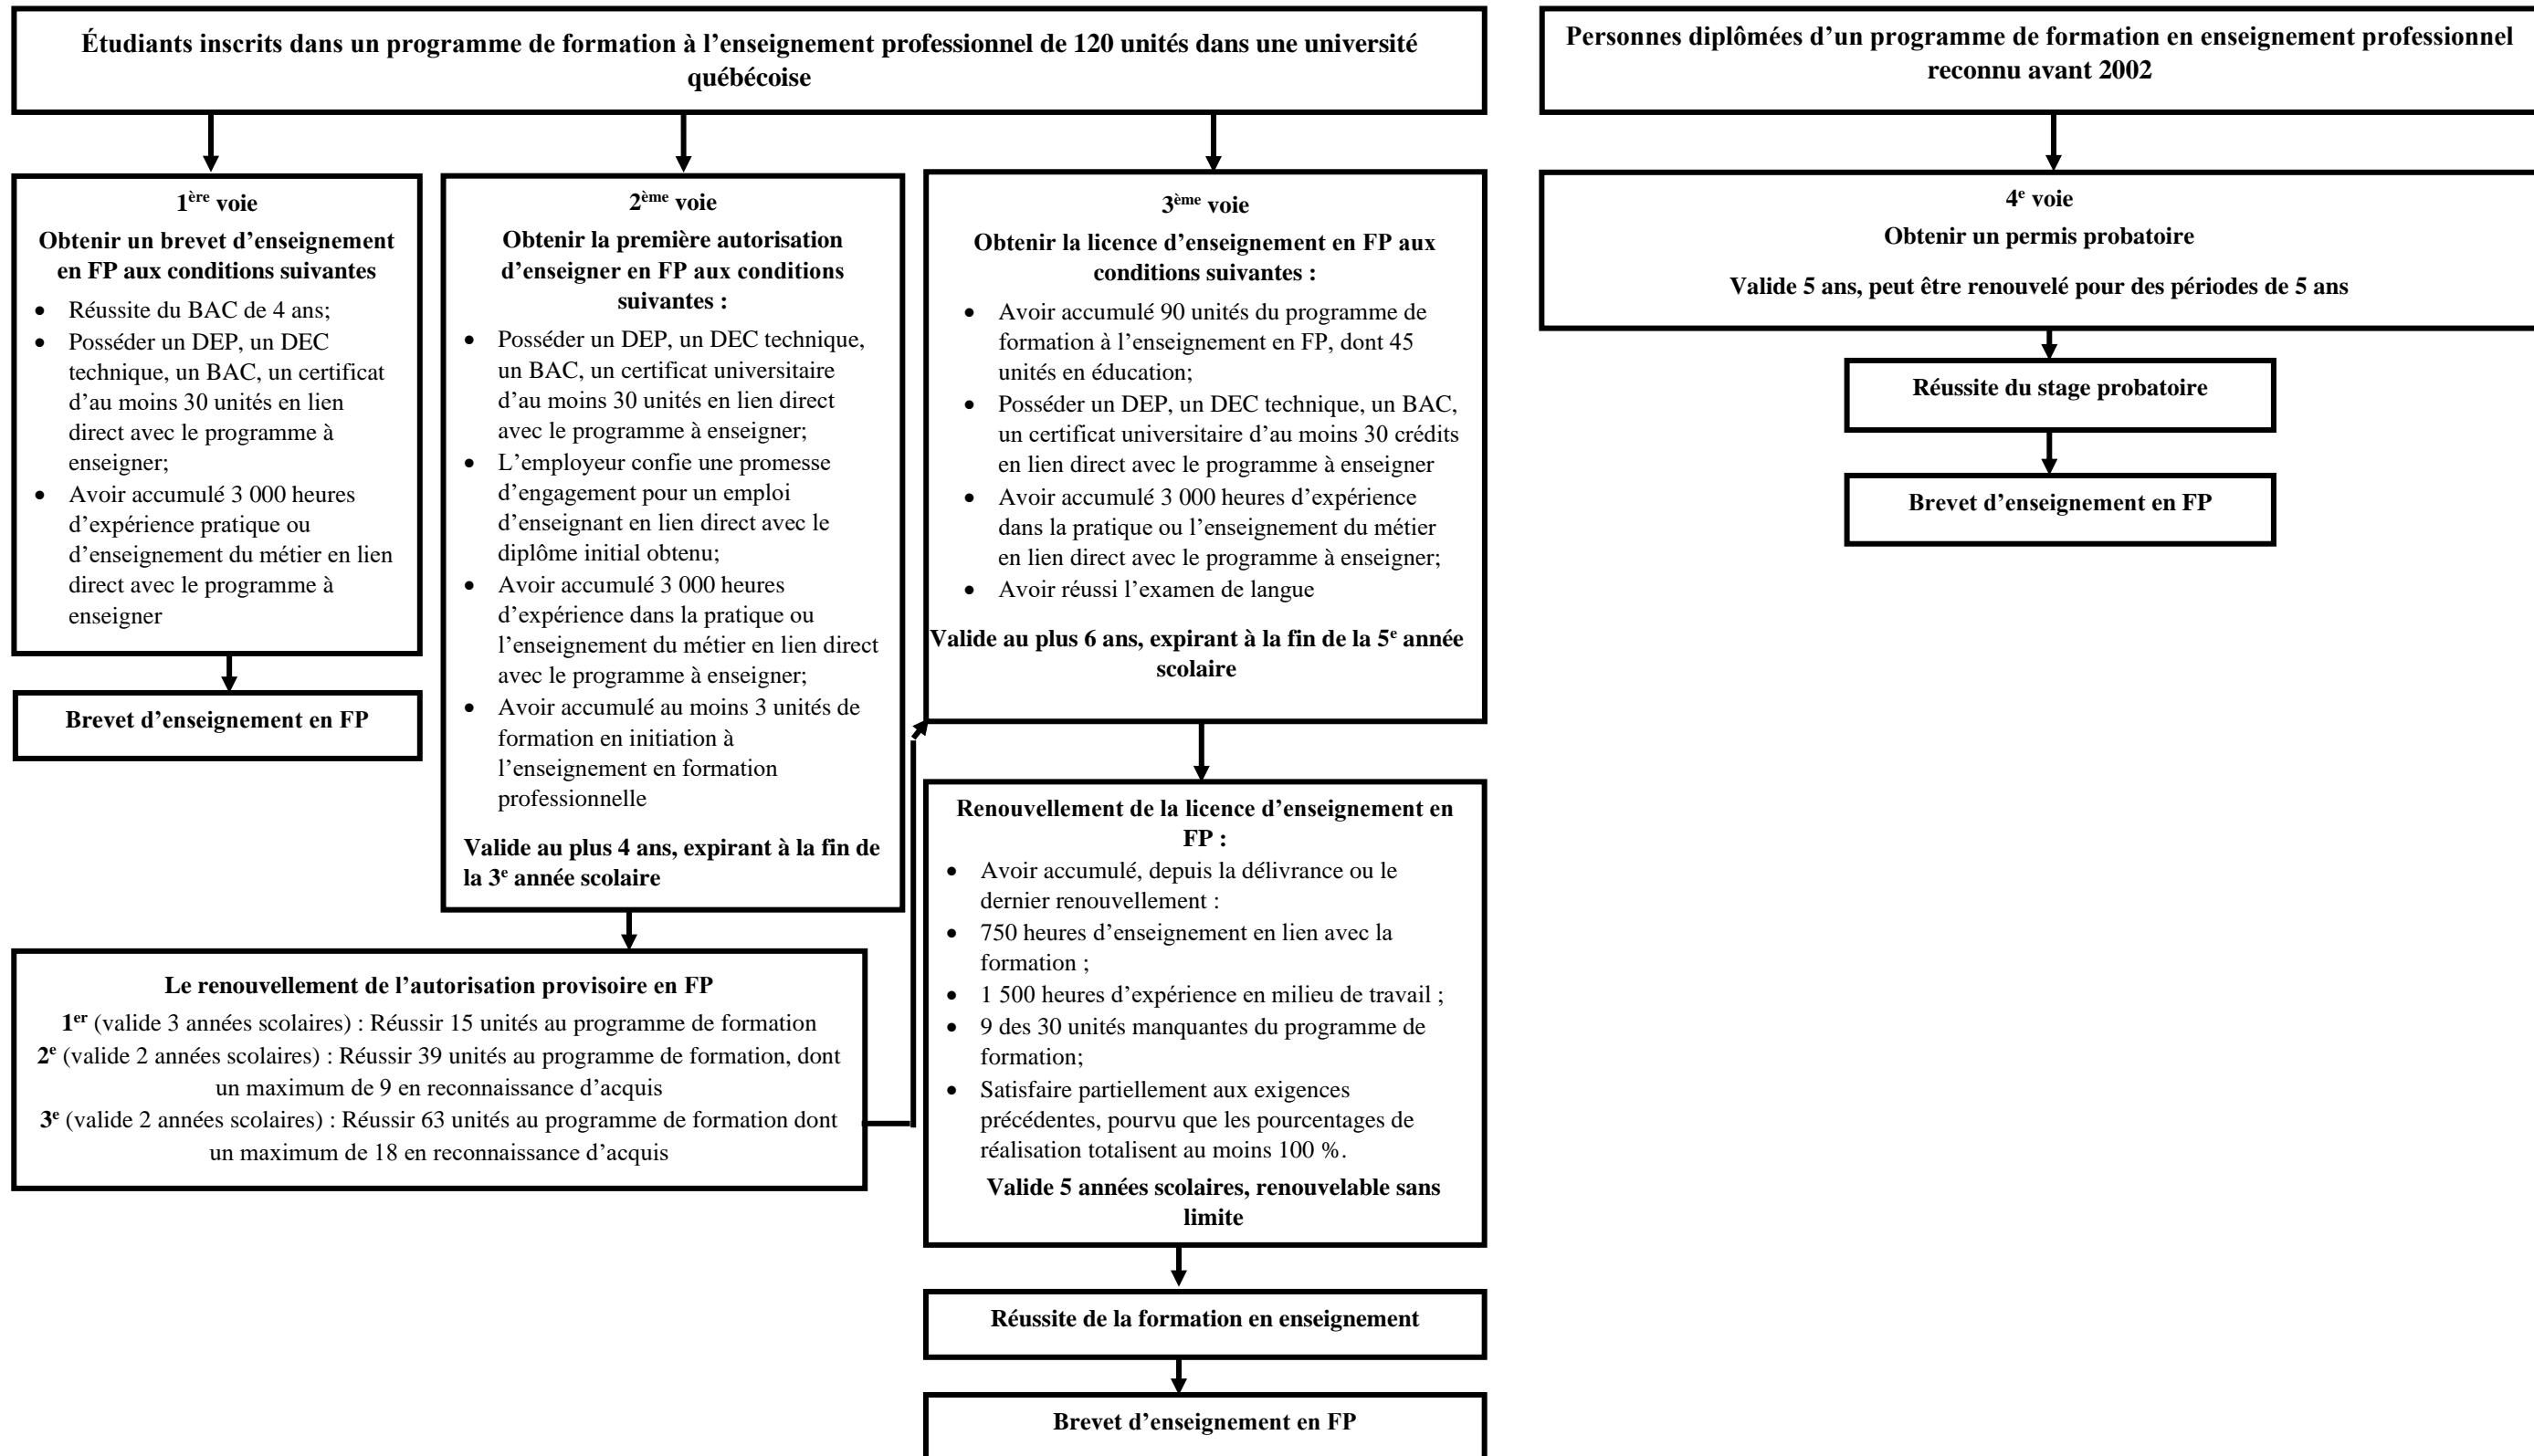 Étudiants inscrits dans un programme de formation à l’enseignement professionnel de 120 unités dans une université
québécoise
Personnes diplômées d’un programme de formation en enseignement professionnel
reconnu avant 2002
1ère voie
Obtenir un brevet d’enseignement
en FP aux conditions suivantes
• Réussite du BAC de 4 ans;
• Posséder un DEP, un DEC
technique, un BAC, un certificat
d’au moins 30 unités en lien
direct avec le programme à
enseigner;
• Avoir accumulé 3 000 heures
d’expérience pratique ou
d’enseignement du métier en lien
direct avec le programme à
enseigner
Brevet d’enseignement en FP
2ème voie
Obtenir la première autorisation
d’enseigner en FP aux conditions
suivantes :
• Posséder un DEP, un DEC technique,
un BAC, un certificat universitaire
d’au moins 30 unités en lien direct
avec le programme à enseigner;
• L’employeur confie une promesse
d’engagement pour un emploi
d’enseignant en lien direct avec le
diplôme initial obtenu;
• Avoir accumulé 3 000 heures
d’expérience dans la pratique ou
l’enseignement du métier en lien direct
avec le programme à enseigner;
• Avoir accumulé au moins 3 unités de
formation en initiation à
l’enseignement en formation
professionnelle
Valide au plus 4 ans, expirant à la fin de
la 3e année scolaire
Le renouvellement de l’autorisation provisoire en FP
1er (valide 3 années scolaires) : Réussir 15 unités au programme de formation
2e (valide 2 années scolaires) : Réussir 39 unités au programme de formation, dont
un maximum de 9 en reconnaissance d’acquis
3e (valide 2 années scolaires) : Réussir 63 unités au programme de formation dont
un maximum de 18 en reconnaissance d’acquis
3ème voie
Obtenir la licence d’enseignement en FP aux
conditions suivantes :
• Avoir accumulé 90 unités du programme de
formation à l’enseignement en FP, dont 45
unités en éducation;
• Posséder un DEP, un DEC technique, un BAC,
un certificat universitaire d’au moins 30 crédits
en lien direct avec le programme à enseigner
• Avoir accumulé 3 000 heures d’expérience
dans la pratique ou l’enseignement du métier
en lien direct avec le programme à enseigner;
• Avoir réussi l’examen de langue
Valide au plus 6 ans, expirant à la fin de la 5e année
scolaire
Renouvellement de la licence d’enseignement en
FP :
• Avoir accumulé, depuis la délivrance ou le
dernier renouvellement :
• 750 heures d’enseignement en lien avec la
formation ;
• 1 500 heures d’expérience en milieu de travail ;
• 9 des 30 unités manquantes du programme de
formation;
• Satisfaire partiellement aux exigences
précédentes, pourvu que les pourcentages de
réalisation totalisent au moins 100 %.
Valide 5 années scolaires, renouvelable sans
limite
Réussite de la formation en enseignement
Brevet d’enseignement en FP
4e voie
Obtenir un permis probatoire
Valide 5 ans, peut être renouvelé pour des périodes de 5 ans
Réussite du stage probatoire
Brevet d’enseignement en FP